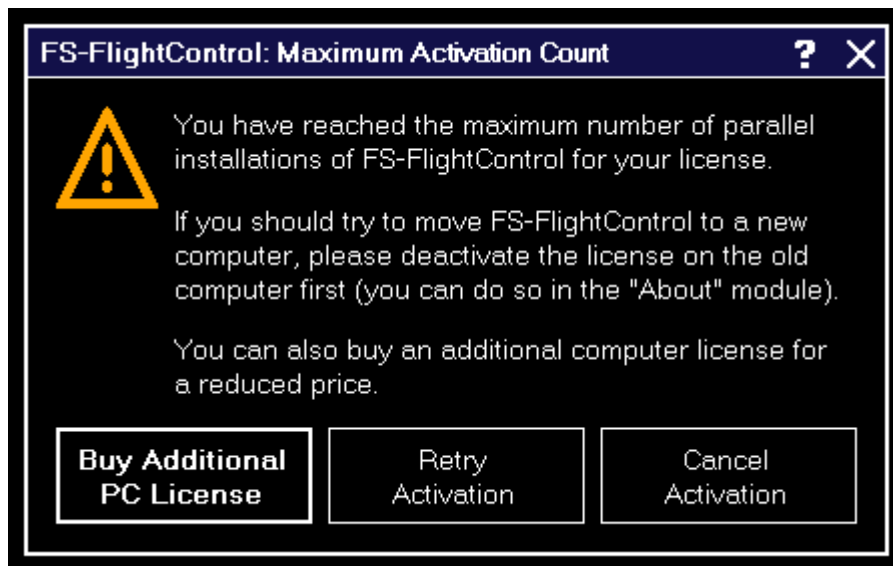 FS-FlightControl: Maximum Activation Count ?
You have reached the maximum number of parallel
installations of FS-FlightControl for your license.
If you should try to move FS-FlightControl to a new
computer, please deactivate the license on the old
computer first (you can do so in the "About" module).
You can also buy an additional computer license for
a reduced price.
Buy Additional
PC License
Retry
Activation
Cancel
Activation